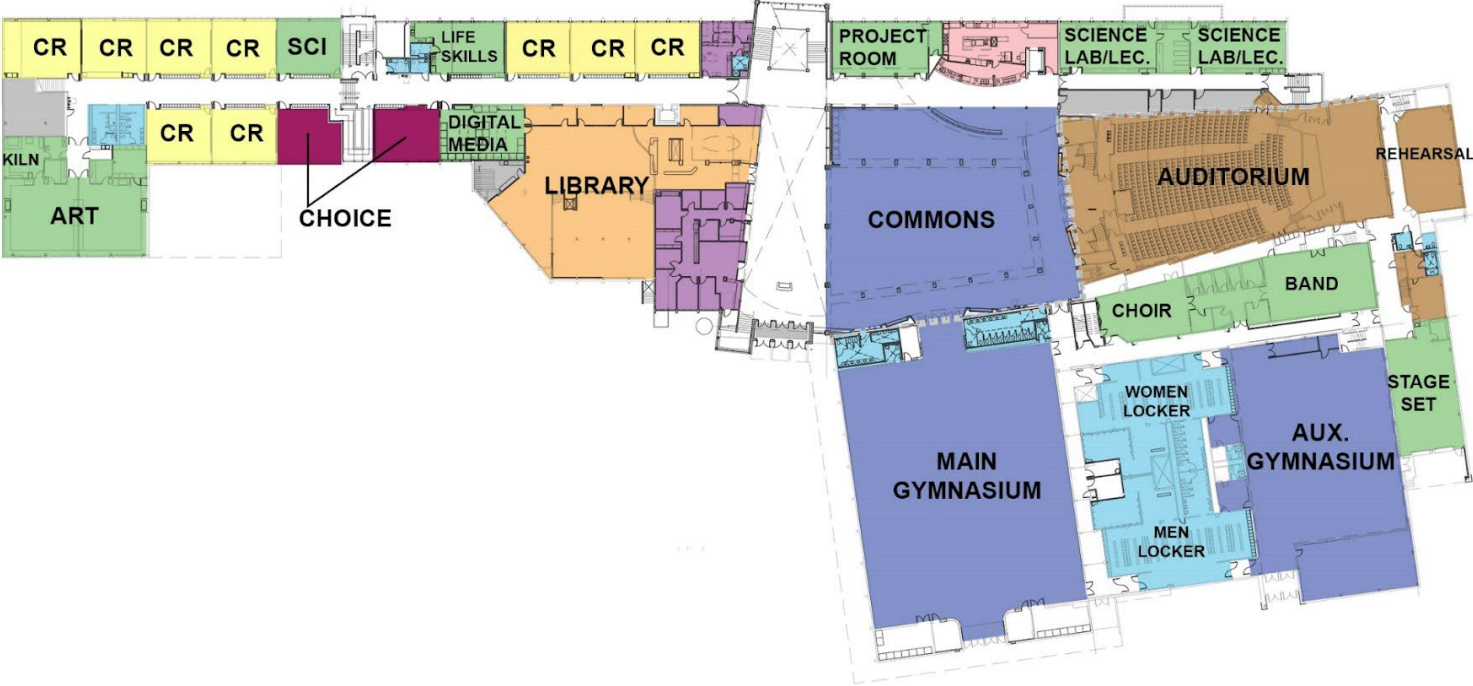 CR
CR
CR
CR
SCI
LIFE
SKILLS
CR
CR
CR
PROJECT
ROOM
SCIENCE
LAB/LEC.
SCIENCE
LAB/LEC.
CR
CR
DIGITAL
MEDIA
KILN
ART
CHOICE
LIBRARY
COMMONS
AUDITORIUM
REHEARSAL
CHOIR
BAND
WOMEN
LOCKER
STAGE
SET
MAIN
GYMNASIUM
AUX.
GYMNASIUM
MEN
LOCKER